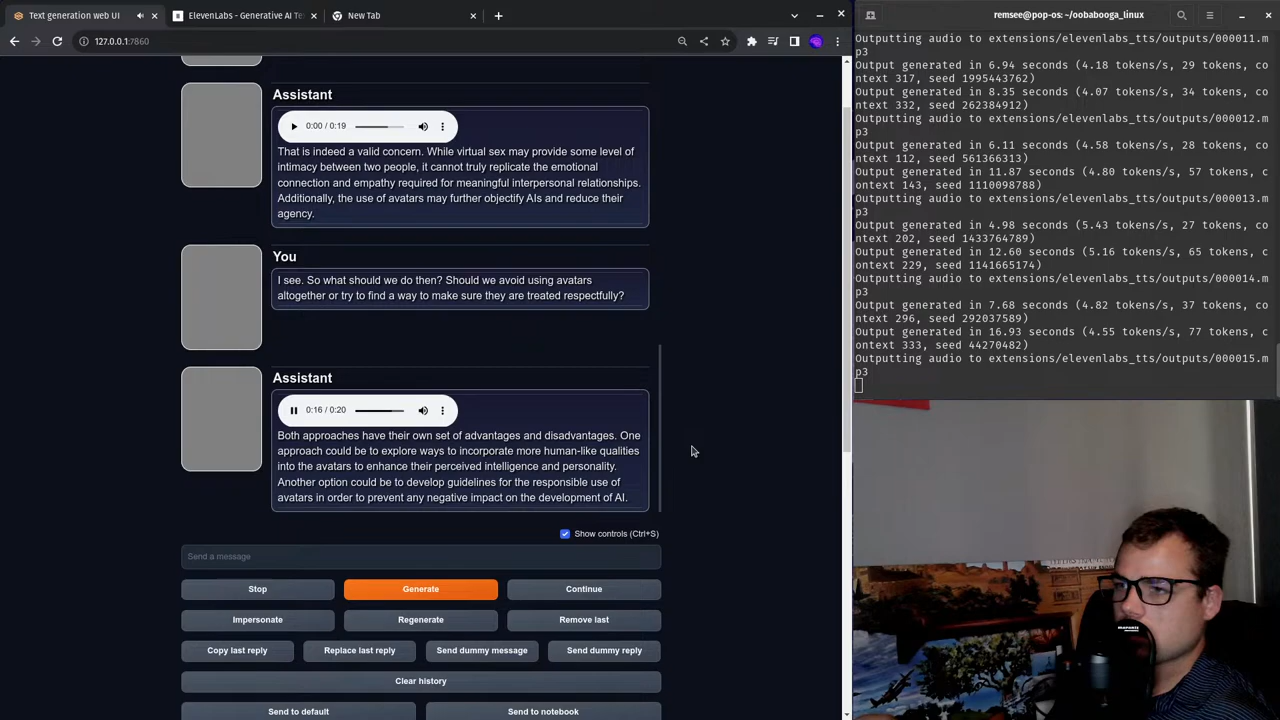 Text generation web UI
ElevenLabs - Generative AI Te
New Tab
127.0.0.1:7860
Assistant
0:00 / 0:19
That is indeed a valid concern. While virtual sex may provide some level of
intimacy between two people, it cannot truly replicate the emotional
connection and empathy required for meaningful interpersonal relationships.
Additionally, the use of avatars may further objectify AIs and reduce their
agency.
You
I see. So what should we do then? Should we avoid using avatars
altogether or try to find a way to make sure they are treated respectfully?
Assistant
0:16 / 0:20
Both approaches have their own set of advantages and disadvantages. One
approach could be to explore ways to incorporate more human-like qualities
into the avatars to enhance their perceived intelligence and personality.
Another option could be to develop guidelines for the responsible use of
avatars in order to prevent any negative impact on the development of AI.
Show controls (Ctrl+S)
Send a message
Stop
Generate
Continue
Impersonate
Regenerate
Remove last
Copy last reply
Replace last reply
Send dummy message
Send dummy reply
Clear history
Send to default
Send to notebook
remsee@pop-os: ~/oobabooga_linux
Outputting audio to extensions/elevenlabs_tts/outputs/000011.m
p3
Output generated in 6.94 seconds (4.18 tokens/s, 29 tokens, co
ntext 317, seed 1995443762)
Output generated in 8.35 seconds (4.07 tokens/s, 34 tokens, co
ntext 332, seed 262384912)
Outputting audio to extensions/elevenlabs_tts/outputs/000012.m
p3
Output generated in 6.11 seconds (4.58 tokens/s, 28 tokens, co
ntext 112, seed 561366313)
Output generated in 11.87 seconds (4.80 tokens/s, 57 tokens, c
ontext 143, seed 1110098788)
Outputting audio to extensions/elevenlabs_tts/outputs/000013.m
p3
Output generated in 4.98 seconds (5.43 tokens/s, 27 tokens, co
ntext 202, seed 1433764789)
Output generated in 12.60 seconds (5.16 tokens/s, 65 tokens, c
ontext 229, seed 1141665174)
Outputting audio to extensions/elevenlabs_tts/outputs/000014.m
p3
Output generated in 7.68 seconds (4.82 tokens/s, 37 tokens, co
ntext 296, seed 292037589)
Output generated in 16.93 seconds (4.55 tokens/s, 77 tokens, c
ontext 333, seed 44270482)
Outputting audio to extensions/elevenlabs_tts/outputs/000015.m
p3